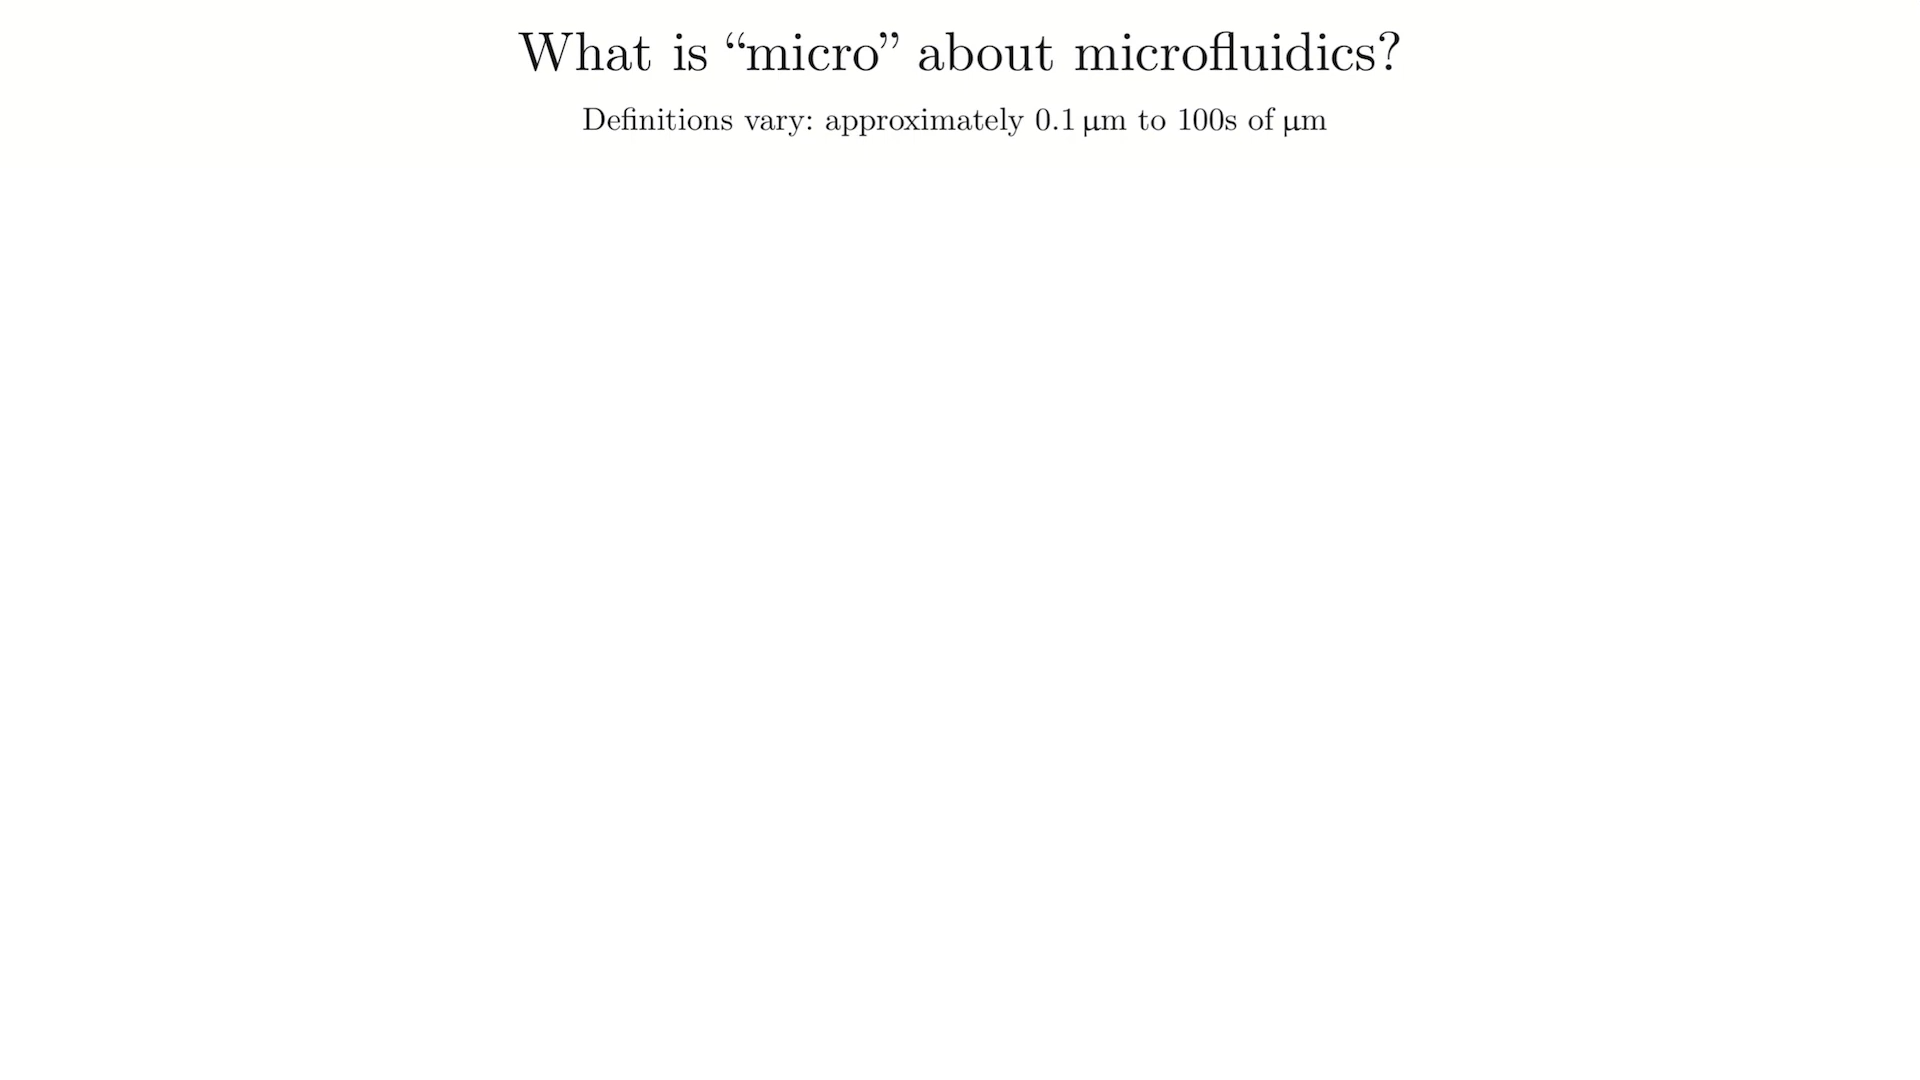 What is “micro” about microfluidics?
Definitions vary: approximately 0.1 µm to 100s of µm